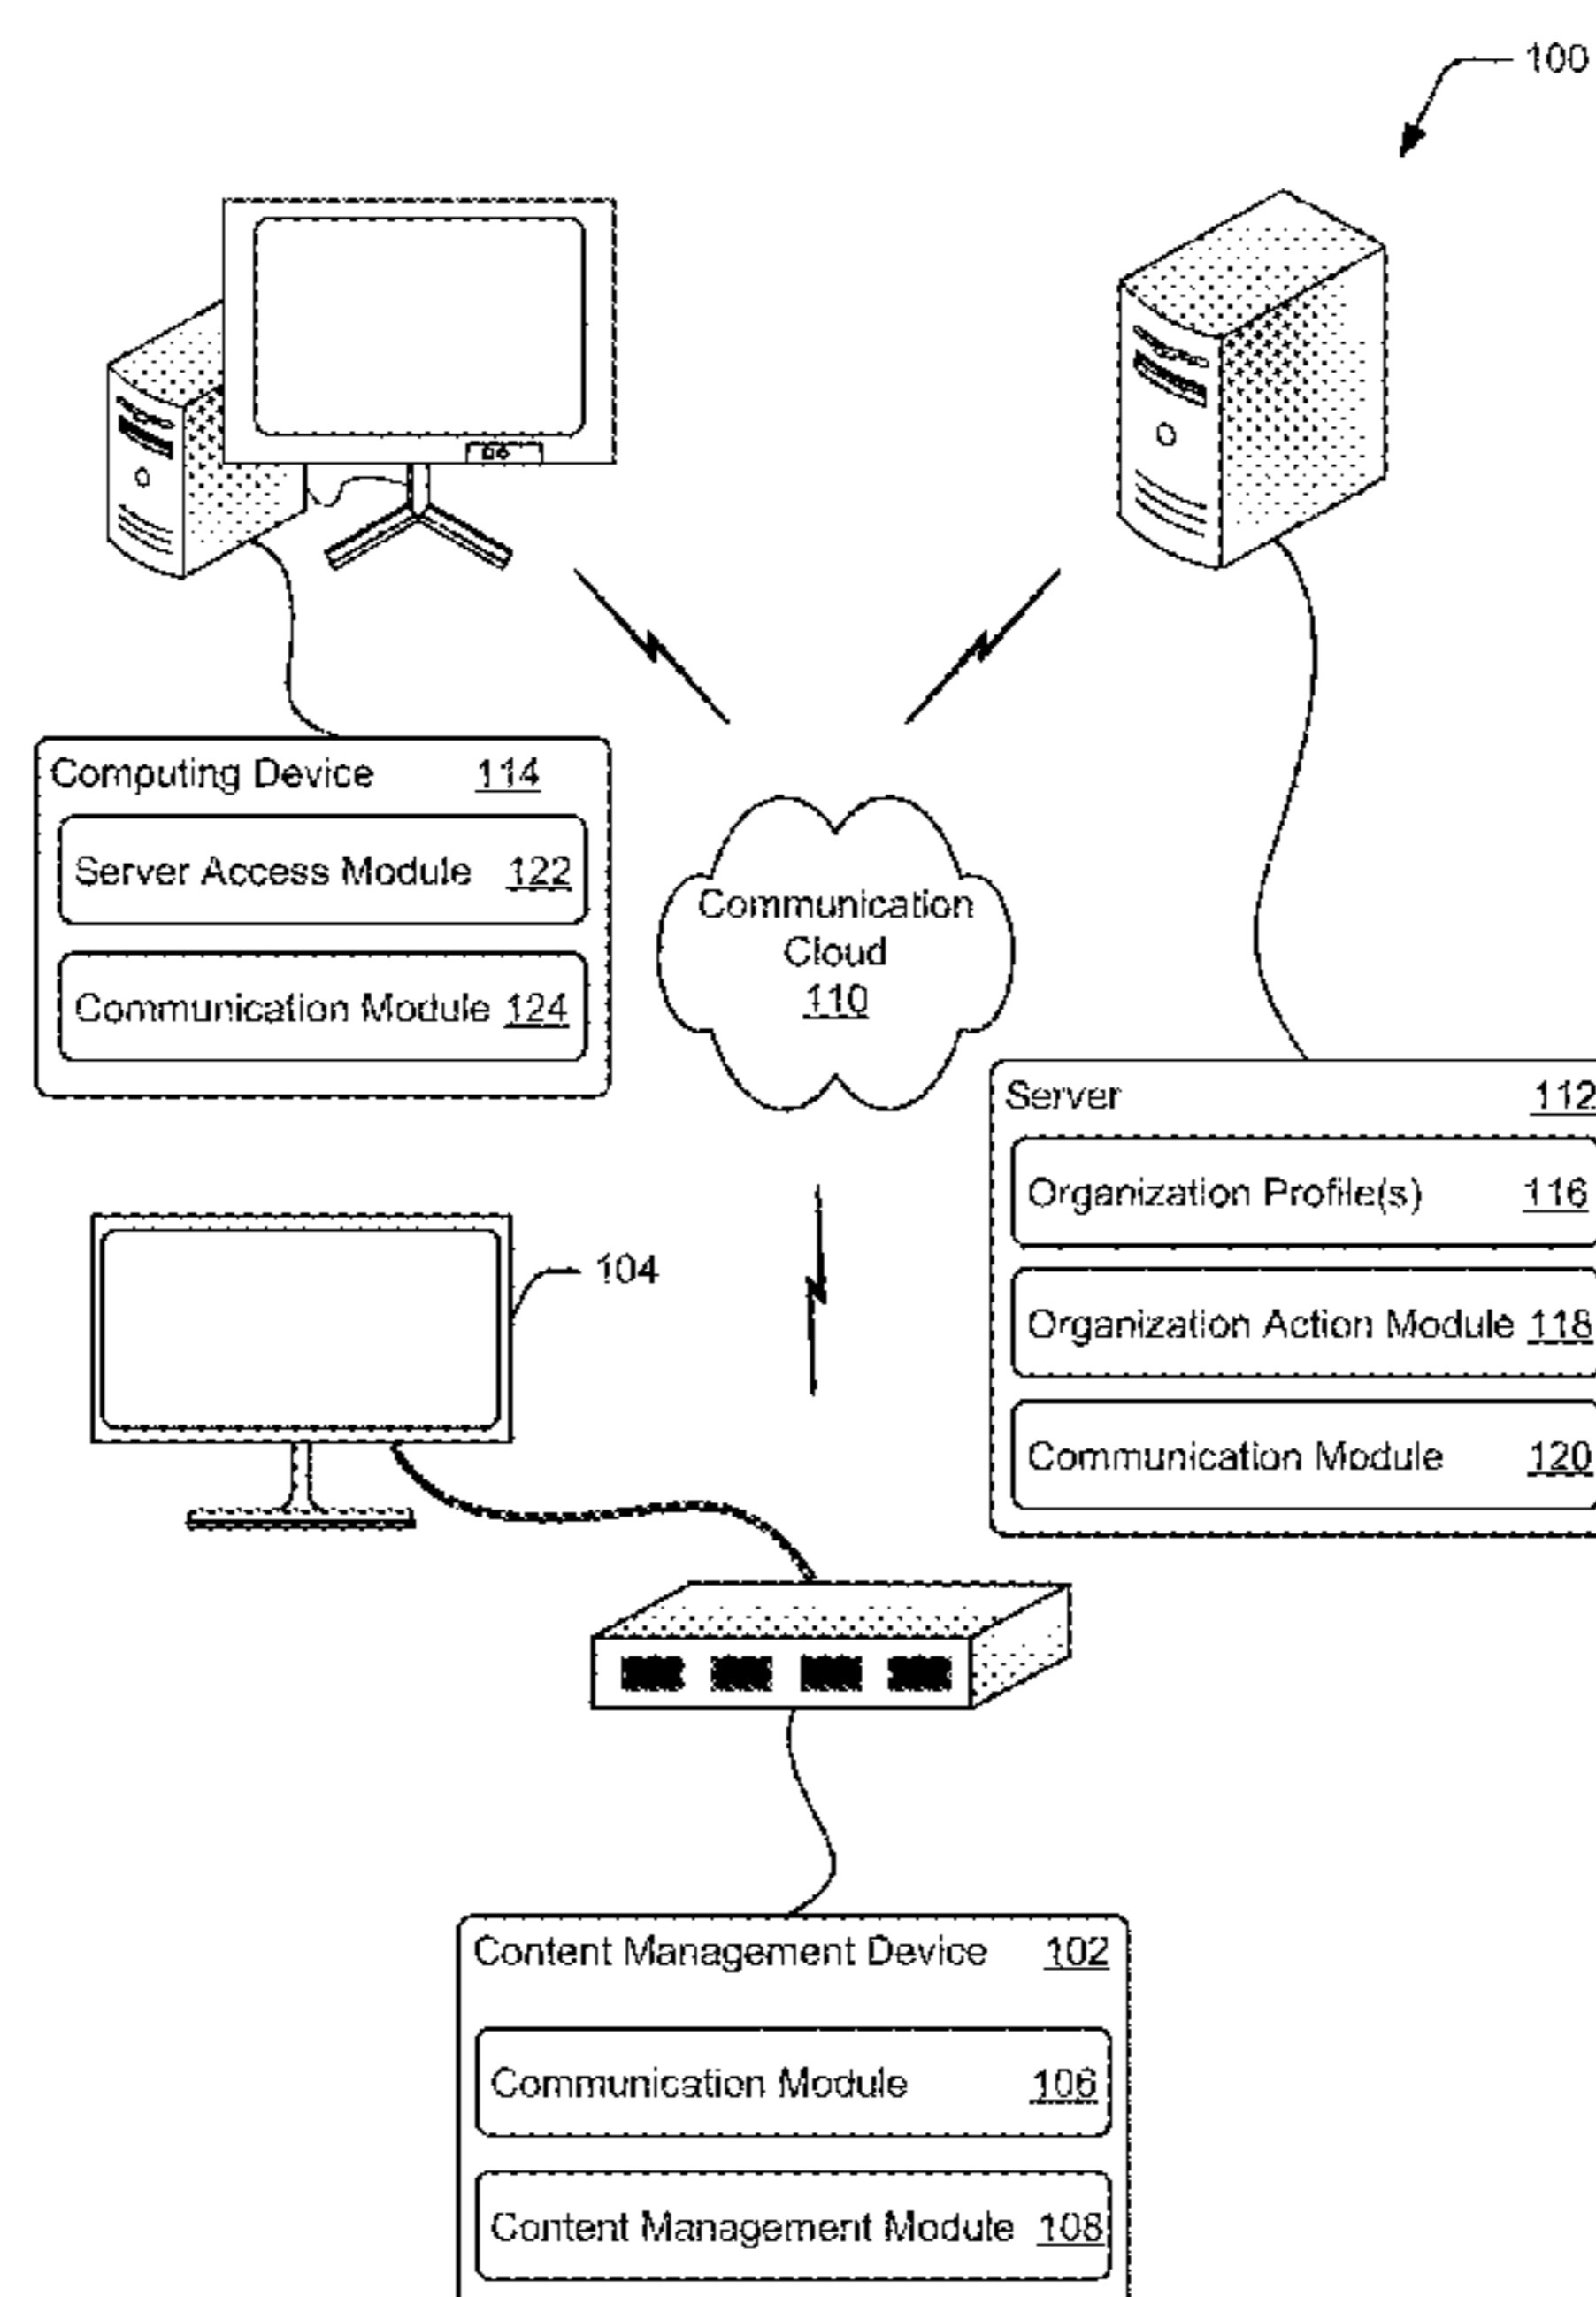 100
Computing Device 114
Server Access Module 122
Communication Module 124
Communication
Cloud
110
Server 112
Organization Profile(s) 116
Organization Action Module 118
Communication Module 120
104
Content Management Device 102
Communication Module 106
Content Management Module 108